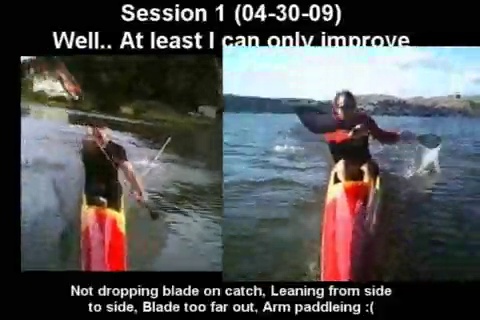 Session 1 (04-30-09)
Well.. At least I can only improve
Not dropping blade on catch, Leaning from side
to side, Blade too far out, Arm paddleing :(